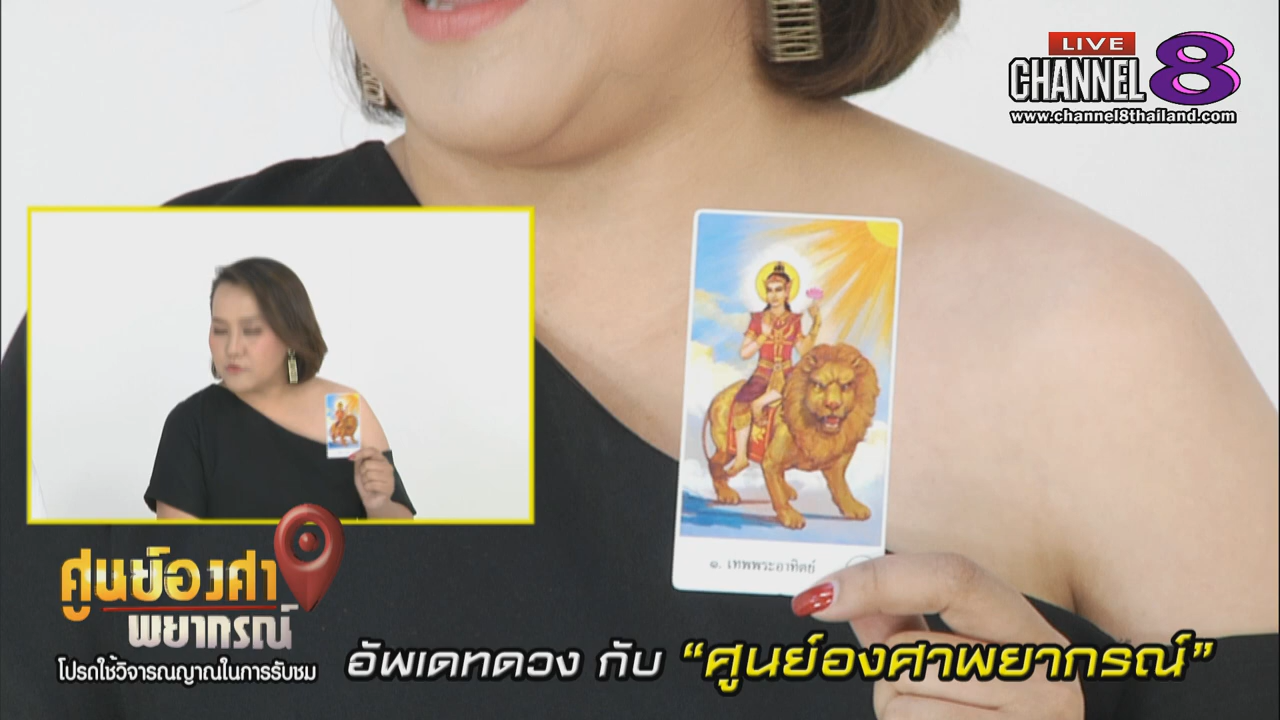 LIVE
CHANNEL 8
www.channel8thailand.com
๑. เทพพระอาทิตย์
ศูนย์องศา
พยากรณ์
โปรดใช้วิจารณญาณในการรับชม
อัพเดทดวง กับ “ศูนย์องศาพยากรณ์”